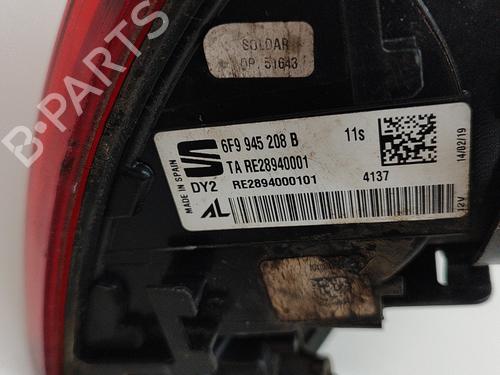 SOLDAR
OP. 51643
B-PARTS
MADE IN SPAIN
6F9 945 208 B
11s
TA RE28940001
DY2
RE2894000101
4137
AL
14/02/19
12V